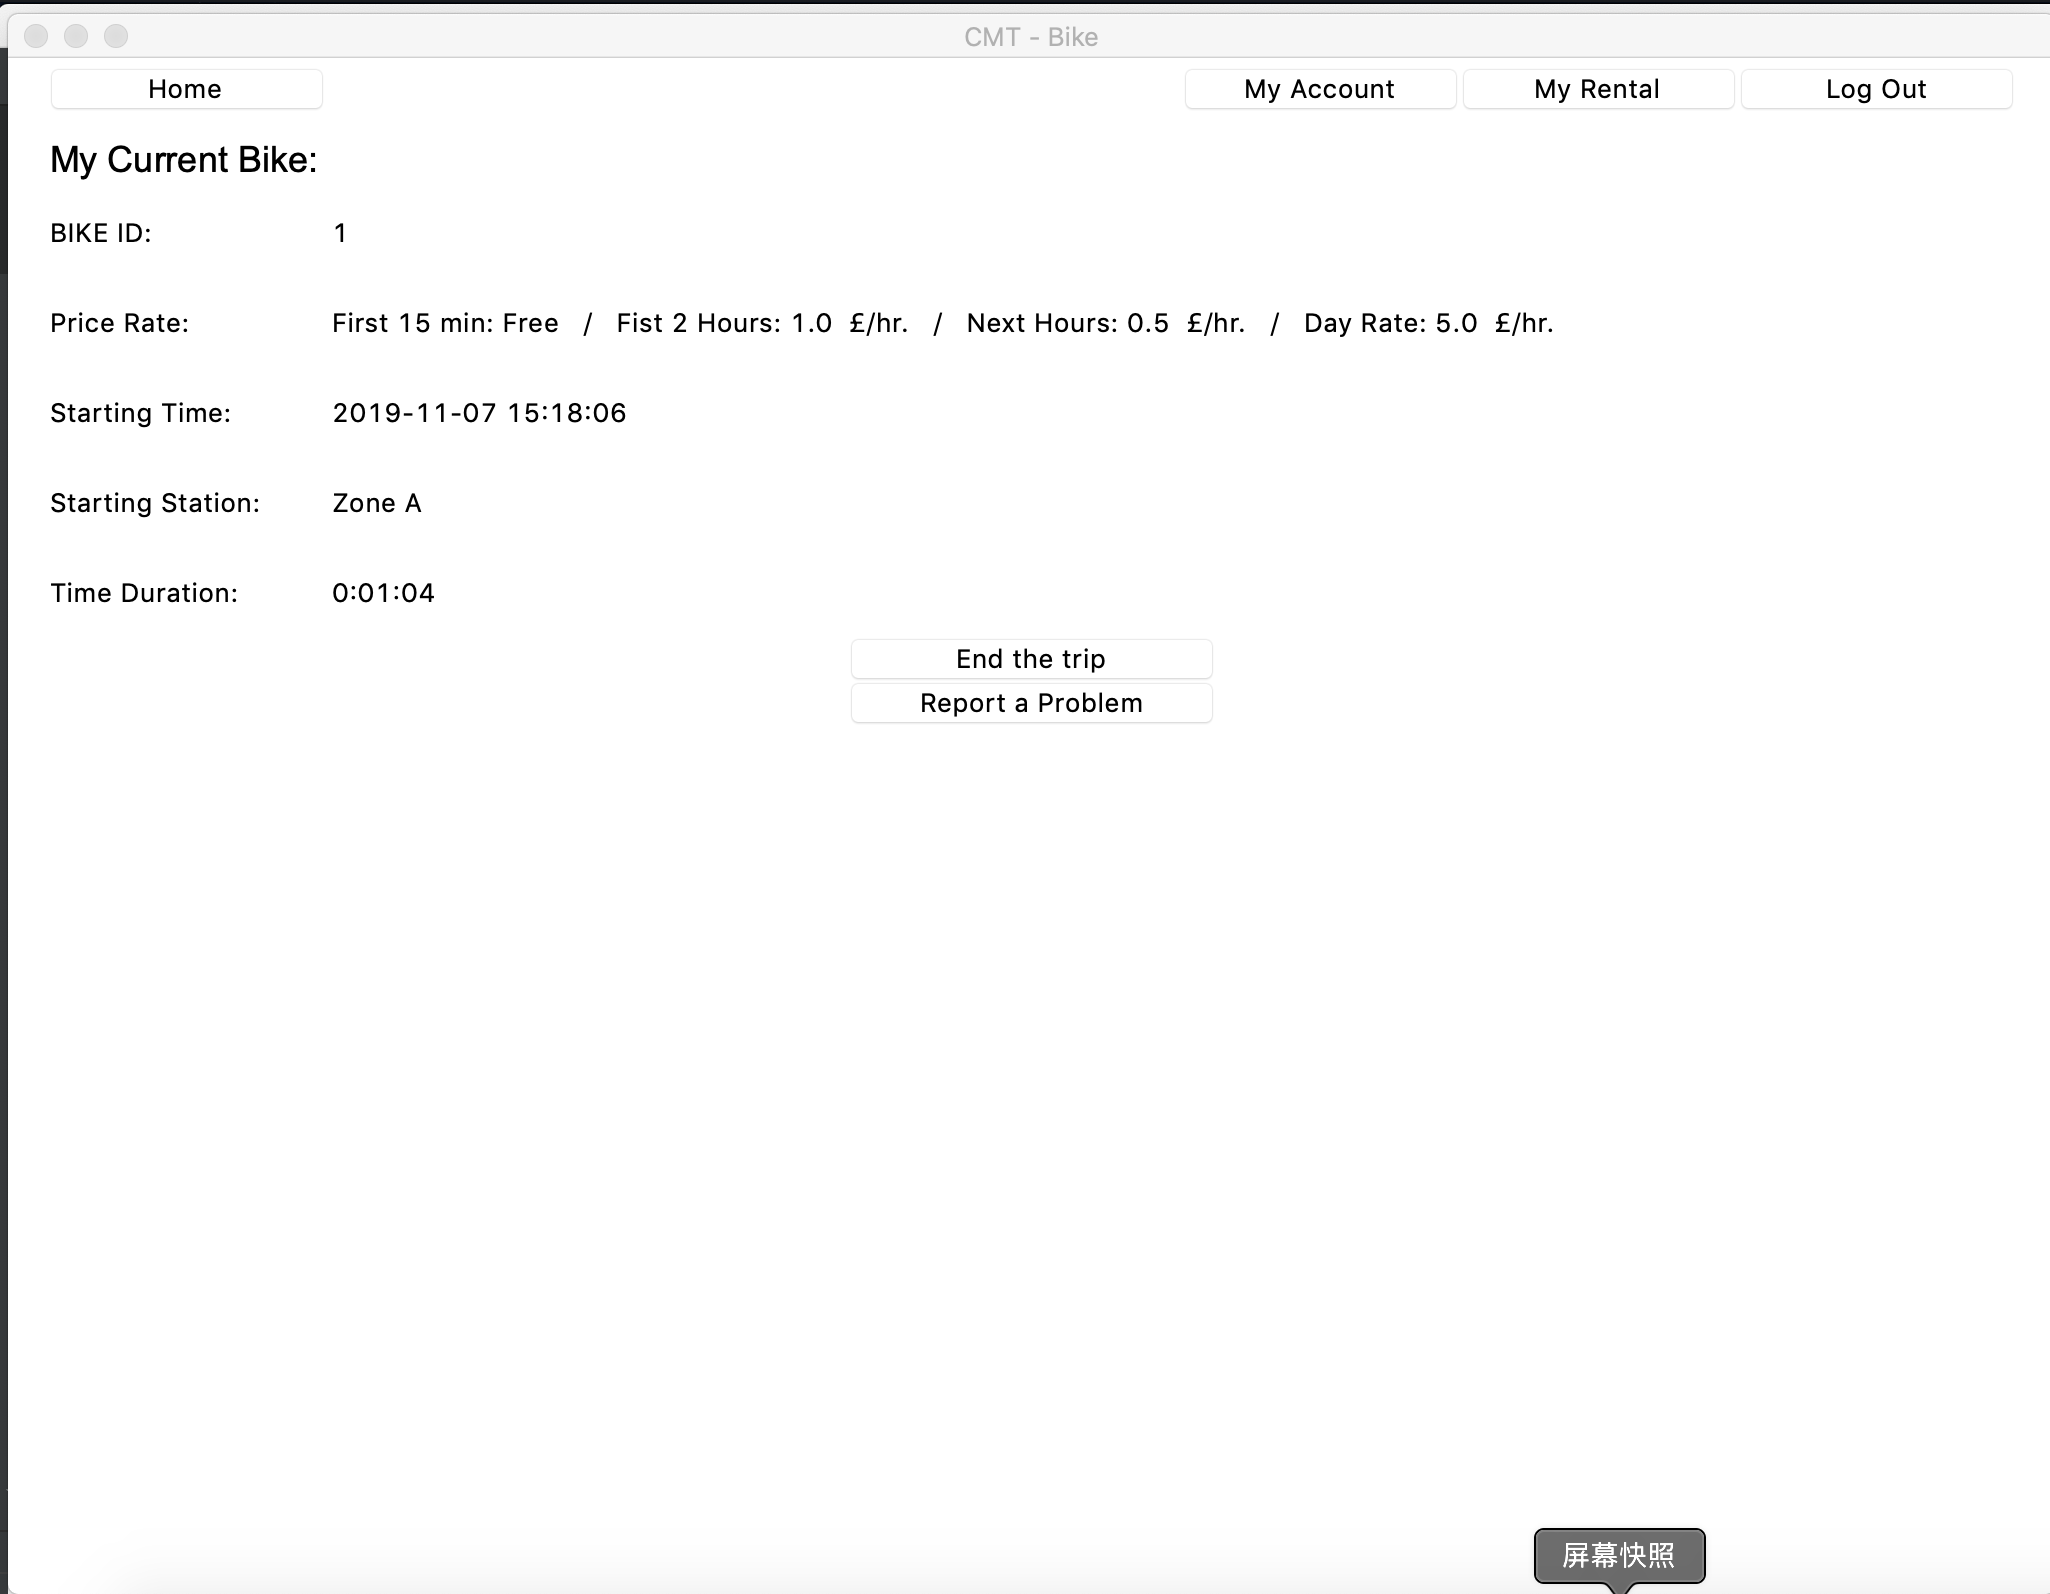 CMT - Bike
Home My Account My Rental Log Out
My Current Bike:
BIKE ID: 1
Price Rate: First 15 min: Free / Fist 2 Hours: 1.0 £/hr. / Next Hours: 0.5 £/hr. / Day Rate: 5.0 £/hr.
Starting Time: 2019-11-07 15:18:06
Starting Station: Zone A
Time Duration: 0:01:04
End the trip
Report a Problem
屏幕快照